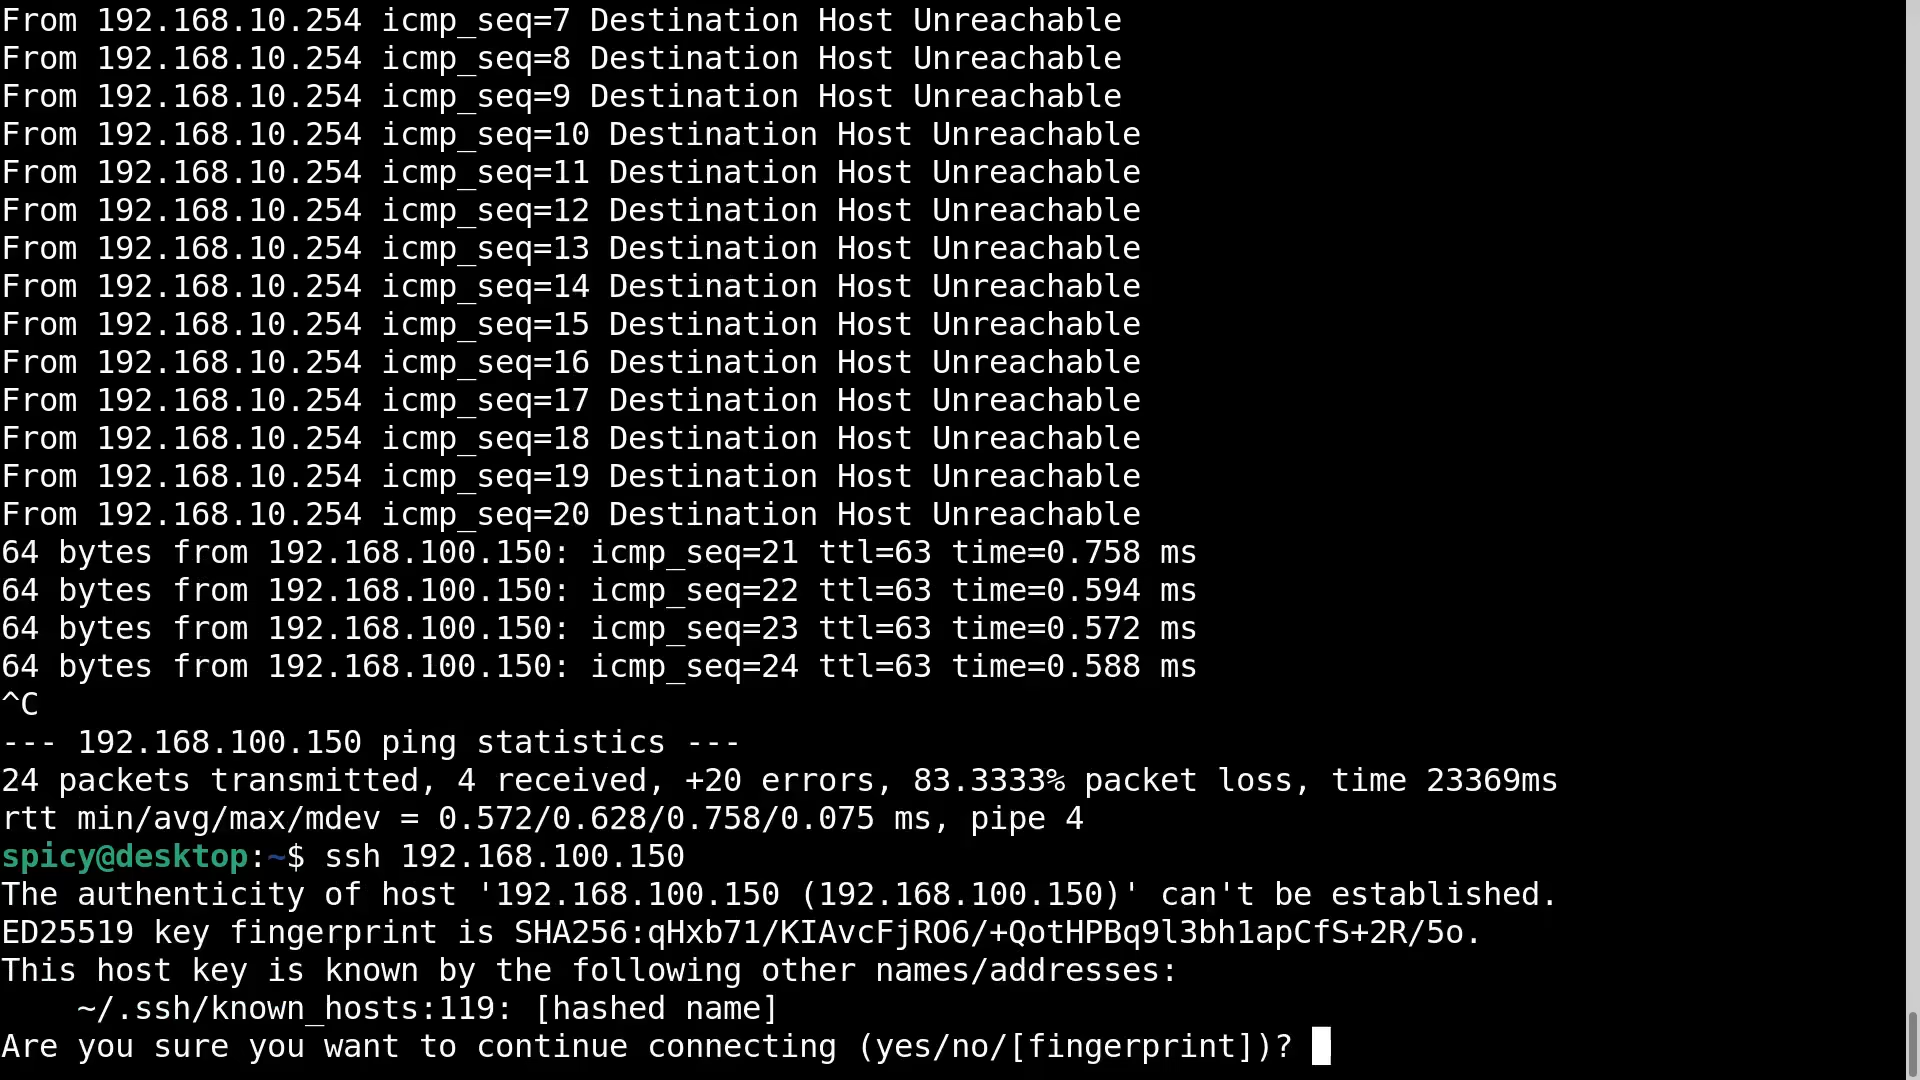 From 192.168.10.254 icmp_seq=7 Destination Host Unreachable
From 192.168.10.254 icmp_seq=8 Destination Host Unreachable
From 192.168.10.254 icmp_seq=9 Destination Host Unreachable
From 192.168.10.254 icmp_seq=10 Destination Host Unreachable
From 192.168.10.254 icmp_seq=11 Destination Host Unreachable
From 192.168.10.254 icmp_seq=12 Destination Host Unreachable
From 192.168.10.254 icmp_seq=13 Destination Host Unreachable
From 192.168.10.254 icmp_seq=14 Destination Host Unreachable
From 192.168.10.254 icmp_seq=15 Destination Host Unreachable
From 192.168.10.254 icmp_seq=16 Destination Host Unreachable
From 192.168.10.254 icmp_seq=17 Destination Host Unreachable
From 192.168.10.254 icmp_seq=18 Destination Host Unreachable
From 192.168.10.254 icmp_seq=19 Destination Host Unreachable
From 192.168.10.254 icmp_seq=20 Destination Host Unreachable
64 bytes from 192.168.100.150: icmp_seq=21 ttl=63 time=0.758 ms
64 bytes from 192.168.100.150: icmp_seq=22 ttl=63 time=0.594 ms
64 bytes from 192.168.100.150: icmp_seq=23 ttl=63 time=0.572 ms
64 bytes from 192.168.100.150: icmp_seq=24 ttl=63 time=0.588 ms
^C
--- 192.168.100.150 ping statistics ---
24 packets transmitted, 4 received, +20 errors, 83.3333% packet loss, time 23369ms
rtt min/avg/max/mdev = 0.572/0.628/0.758/0.075 ms, pipe 4
spicy@desktop:~$ ssh 192.168.100.150
The authenticity of host '192.168.100.150 (192.168.100.150)' can't be established.
ED25519 key fingerprint is SHA256:qHxb71/KIAvcFjRO6/+QotHPBq9l3bh1apCfS+2R/5o.
This host key is known by the following other names/addresses:
    ~/.ssh/known_hosts:119: [hashed name]
Are you sure you want to continue connecting (yes/no/[fingerprint])?